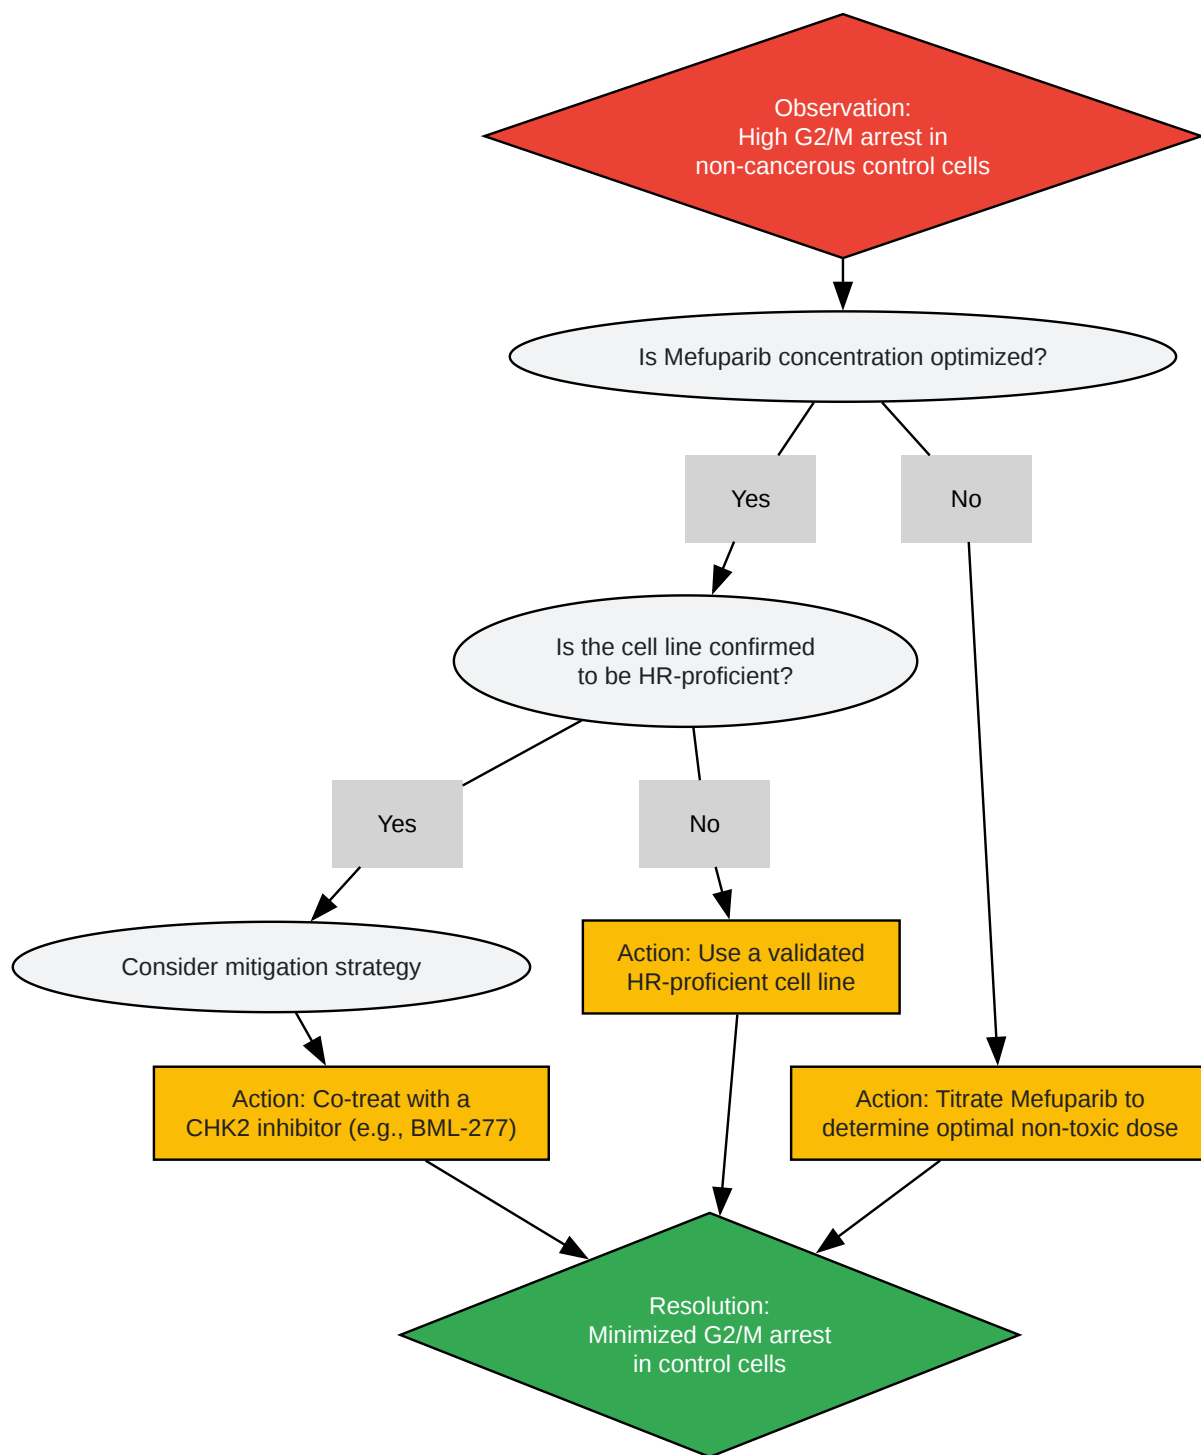 Observation:
High G2/M arrest in
non-cancerous control cells
Is Mefuparib concentration optimized?
Yes
No
Is the cell line confirmed
to be HR-proficient?
Yes
No
Consider mitigation strategy
Action: Use a validated
HR-proficient cell line
Action: Co-treat with a
CHK2 inhibitor (e.g., BML-277)
Action: Titrate Mefuparib to
determine optimal non-toxic dose
Resolution:
Minimized G2/M arrest
in control cells